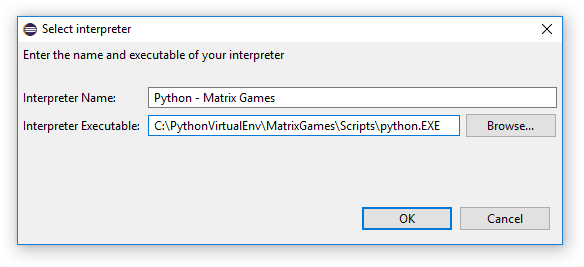 Select interpreter
Enter the name and executable of your interpreter
Interpreter Name: Python - Matrix Games
Interpreter Executable: C:\PythonVirtualEnv\MatrixGames\Scripts\python.EXE Browse...
OK Cancel